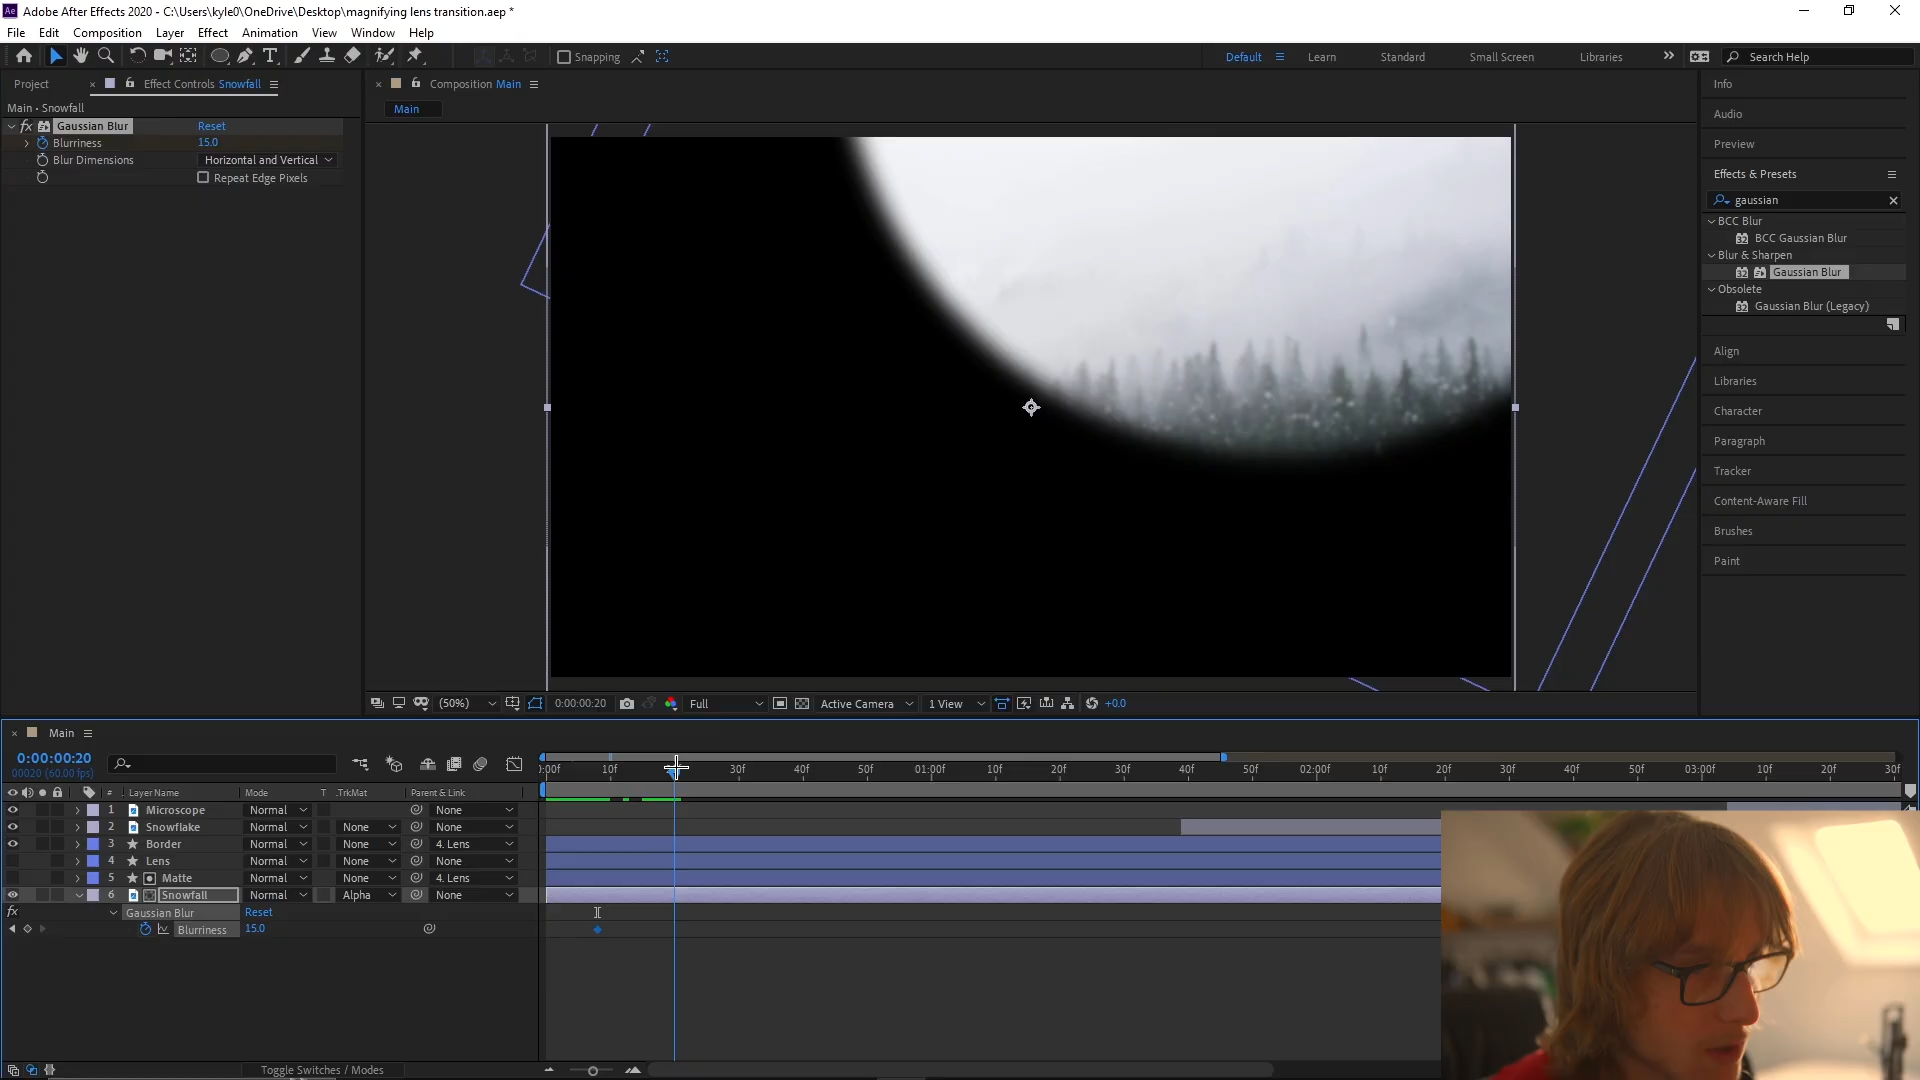 Adobe After Effects 2020 - C:\Users\kyle0\OneDrive\Desktop\magnifying lens transition.aep *
File Edit Composition Layer Effect Animation View Window Help
Snapping
Default Learn Standard Small Screen Libraries Search Help
Project Effect Controls Snowfall
Main • Snowfall
fx Gaussian Blur Reset
Blurriness 15.0
Blur Dimensions Horizontal and Vertical
Repeat Edge Pixels
Composition Main
Main
(50%) 0:00:00:20 Full Active Camera 1 View +0.0
Info
Audio
Preview
Effects & Presets
gaussian
BCC Blur
32 BCC Gaussian Blur
Blur & Sharpen
32 Gaussian Blur
Obsolete
32 Gaussian Blur (Legacy)
Align
Libraries
Character
Paragraph
Tracker
Content-Aware Fill
Brushes
Paint
Main
0:00:00:20
00020 (60.00 fps)
):00f 10f 30f 40f 50f 01:00f 10f 20f 30f 40f 50f 02:00f 10f 20f 30f 40f 50f 03:00f 10f 20f 30f
# Layer Name Mode T .TrkMat Parent & Link
1 Microscope Normal None
2 Snowflake Normal None None
3 Border Normal None 4. Lens
4 Lens Normal None None
5 Matte Normal None 4. Lens
6 Snowfall Normal Alpha None
fx Gaussian Blur Reset
Blurriness 15.0
Toggle Switches / Modes